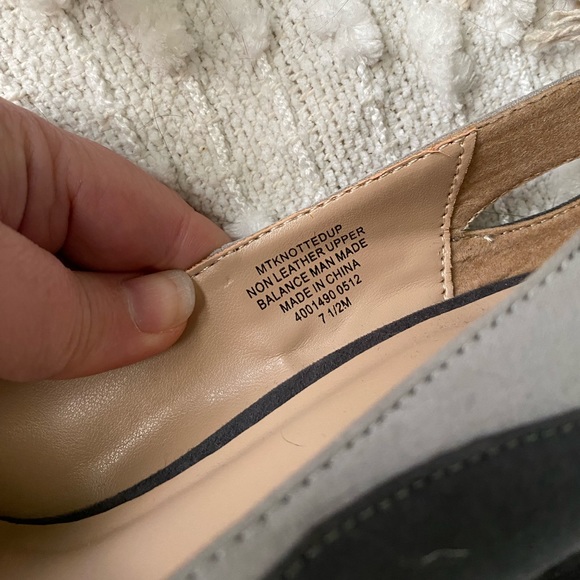 MTKNOTTEDUP
NON LEATHER UPPER
BALANCE MAN MADE
MADE IN CHINA
4001490 0512
7 1/2M